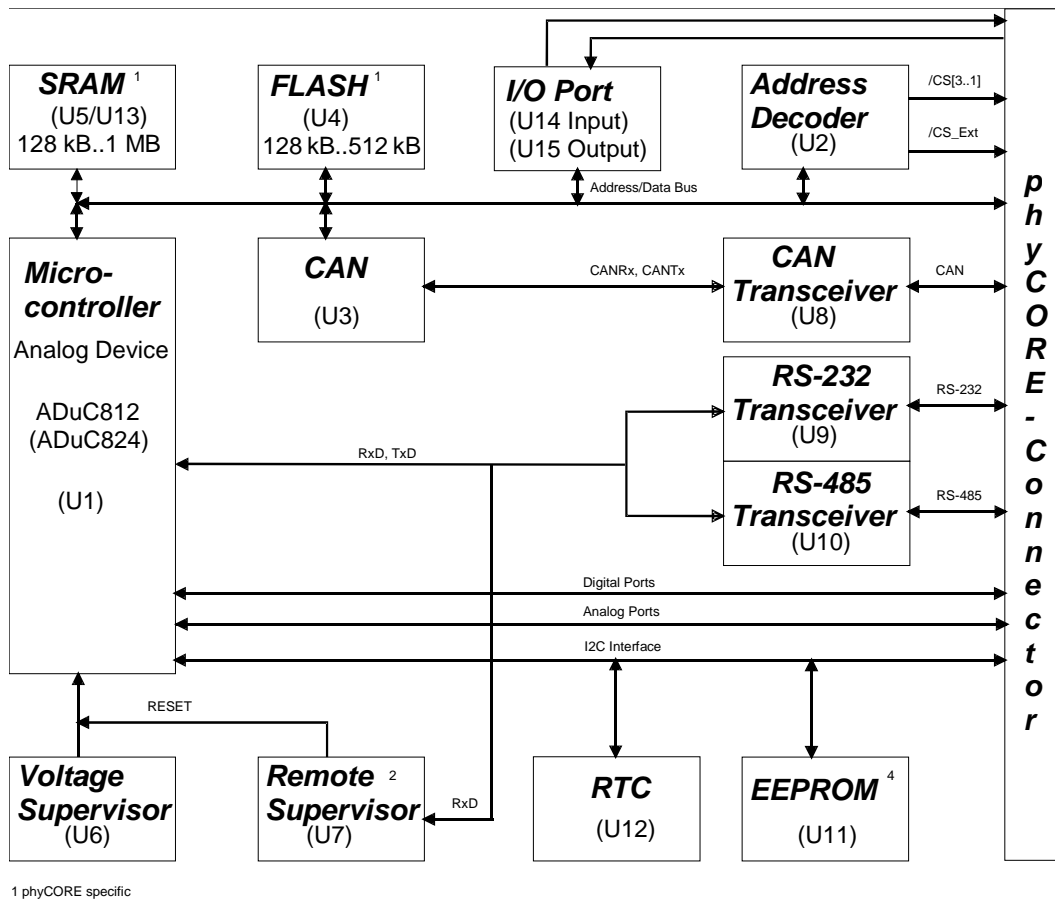 SRAM 1
(U5/U13)
128 kB..1 MB
FLASH 1
(U4)
128 kB..512 kB
I/O Port
(U14 Input)
(U15 Output)
Address
Decoder
(U2)
/CS[3..1]
/CS_Ext
Address/Data Bus
Micro-
controller
Analog Device
ADuC812
(ADuC824)
(U1)
CAN
(U3)
CANRx, CANTx
CAN
Transceiver
(U8)
CAN
RS-232
Transceiver
(U9)
RS-232
RxD, TxD
RS-485
Transceiver
(U10)
RS-485
Digital Ports
Analog Ports
I2C Interface
RESET
Voltage
Supervisor
(U6)
Remote 2
Supervisor
(U7)
RxD
RTC
(U12)
EEPROM 4
(U11)
phyCORE-Connector
1 phyCORE specific